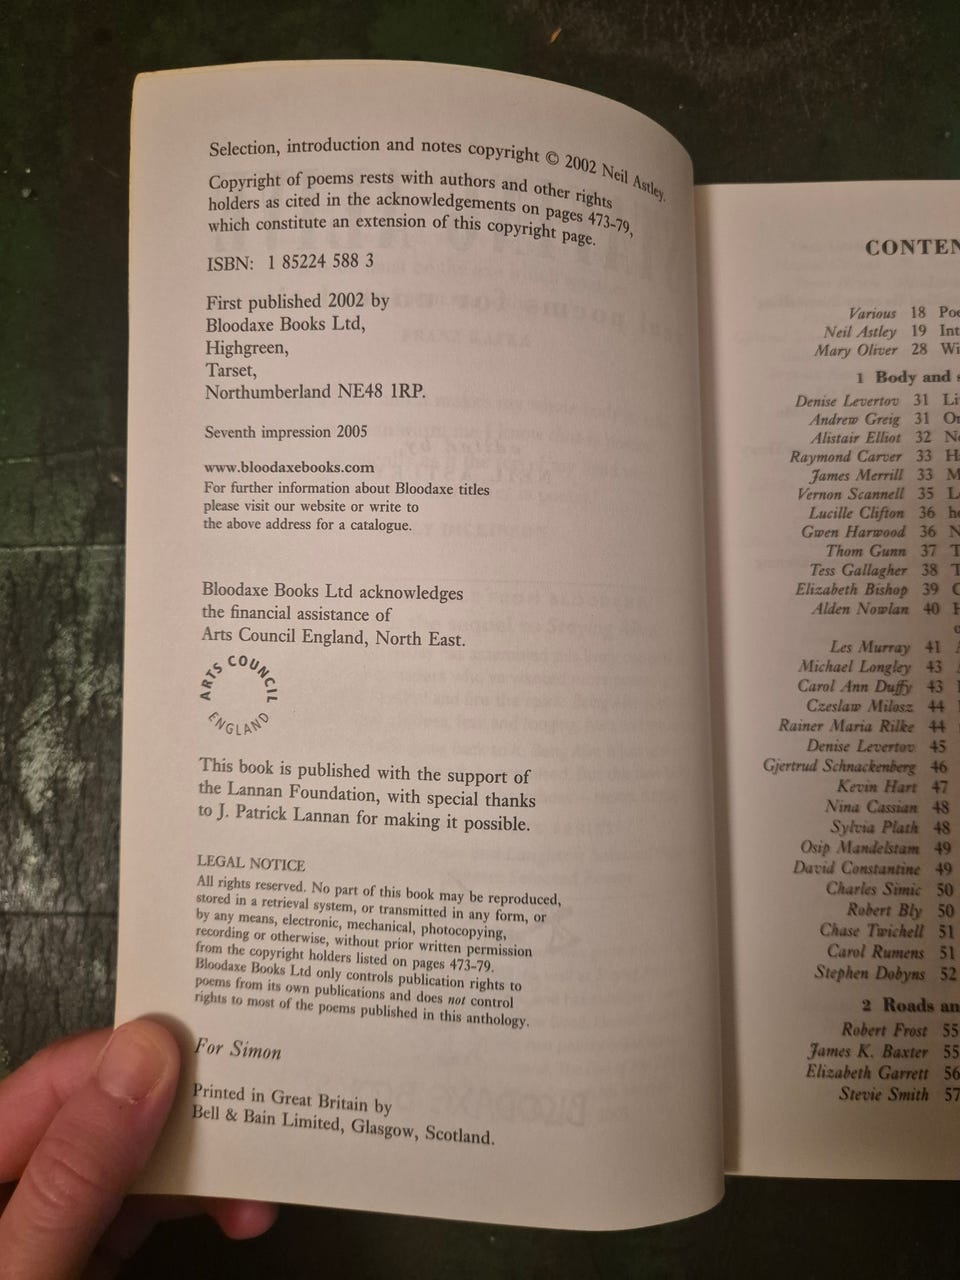 Selection, introduction and notes copyright © 2002 Neil Astley.
Copyright of poems rests with authors and other rights
holders as cited in the acknowledgements on pages 473-79,
which constitute an extension of this copyright page.
ISBN: 1 85224 588 3
First published 2002 by
Bloodaxe Books Ltd,
Highgreen,
Tarset,
Northumberland NE48 1RP.
Seventh impression 2005
www.bloodaxebooks.com
For further information about Bloodaxe titles
please visit our website or write to
the above address for a catalogue.
Bloodaxe Books Ltd acknowledges
the financial assistance of
Arts Council England, North East.
ARTS COUNCIL
ENGLAND
This book is published with the support of
the Lannan Foundation, with special thanks
to J. Patrick Lannan for making it possible.
LEGAL NOTICE
All rights reserved. No part of this book may be reproduced,
stored in a retrieval system, or transmitted in any form, or
by any means, electronic, mechanical, photocopying,
recording or otherwise, without prior written permission
from the copyright holders listed on pages 473-79.
Bloodaxe Books Ltd only controls publication rights to
poems from its own publications and does not control
rights to most of the poems published in this anthology.
For Simon
Printed in Great Britain by
Bell & Bain Limited, Glasgow, Scotland.
CONTEN
Various 18 Poe
Neil Astley 19 Int
Mary Oliver 28 Wi
1 Body and s
Denise Levertov 31 Li
Andrew Greig 31 Or
Alistair Elliot 32 No
Raymond Carver 33 H
James Merrill 33 M
Vernon Scannell 35 L
Lucille Clifton 36 h
Gwen Harwood 36 N
Thom Gunn 37 T
Tess Gallagher 38 T
Elizabeth Bishop 39
Alden Nowlan 40
Les Murray 41
Michael Longley 43
Carol Ann Duffy 43
Czeslaw Milosz 44
Rainer Maria Rilke 44
Denise Levertov 45
Gjertrud Schnackenberg 46
Kevin Hart 47
Nina Cassian 48
Sylvia Plath 48
Osip Mandelstam 49
David Constantine 49
Charles Simic 50
Robert Bly 50
Chase Twichell 51
Carol Rumens 51
Stephen Dobyns 52
2 Roads an
Robert Frost 55
James K. Baxter 55
Elizabeth Garrett 56
Stevie Smith 57